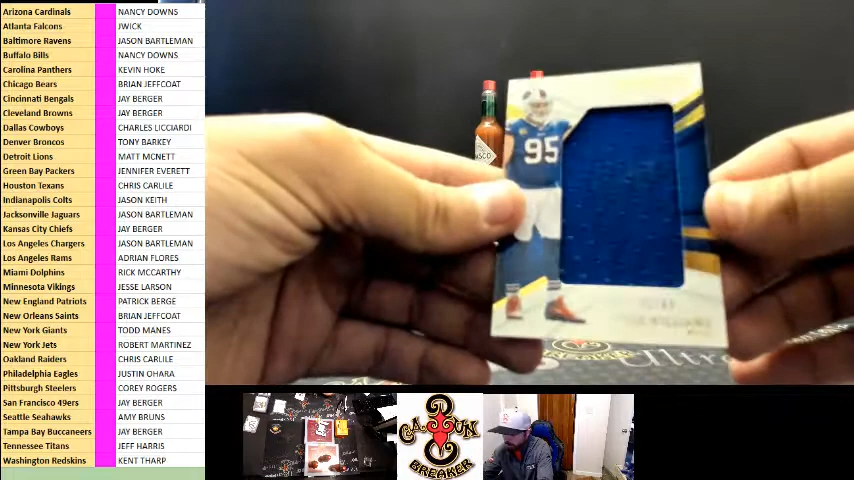 Arizona Cardinals NANCY DOWNS
Atlanta Falcons JWICK
Baltimore Ravens JASON BARTLEMAN
Buffalo Bills NANCY DOWNS
Carolina Panthers KEVIN HOKE
Chicago Bears BRIAN JEFFCOAT
Cincinnati Bengals JAY BERGER
Cleveland Browns JAY BERGER
Dallas Cowboys CHARLES LICCIARDI
Denver Broncos TONY BARKEY
Detroit Lions MATT MCNETT
Green Bay Packers JENNIFER EVERETT
Houston Texans CHRIS CARLILE
Indianapolis Colts JASON KEITH
Jacksonville Jaguars JASON BARTLEMAN
Kansas City Chiefs JAY BERGER
Los Angeles Chargers JASON BARTLEMAN
Los Angeles Rams ADRIAN FLORES
Miami Dolphins RICK MCCARTHY
Minnesota Vikings JESSE LARSON
New England Patriots PATRICK BERGE
New Orleans Saints BRIAN JEFFCOAT
New York Giants TODD MANES
New York Jets ROBERT MARTINEZ
Oakland Raiders CHRIS CARLILE
Philadelphia Eagles JUSTIN OHARA
Pittsburgh Steelers COREY ROGERS
San Francisco 49ers JAY BERGER
Seattle Seahawks AMY BRUNS
Tampa Bay Buccaneers JAY BERGER
Tennessee Titans JEFF HARRIS
Washington Redskins KENT THARP
95
WILLIAMS
BREAKER
Ultra
CAJUN
BREAKER